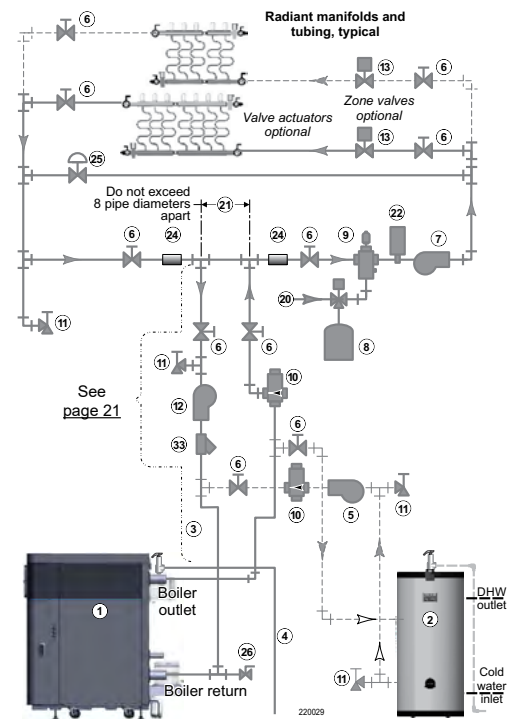 Radiant manifolds and
tubing, typical
6
13
6
6
Zone valves
optional
Valve actuators
optional
13
6
25
Do not exceed
8 pipe diameters
apart
21
6
24
24
6
9
22
7
20
8
11
6
6
11
10
12
See
page 21
6
33
6
10
5
11
3
1
Boiler
outlet
4
2
DHW
outlet
26
Boiler return
11
Cold
water
inlet
220029